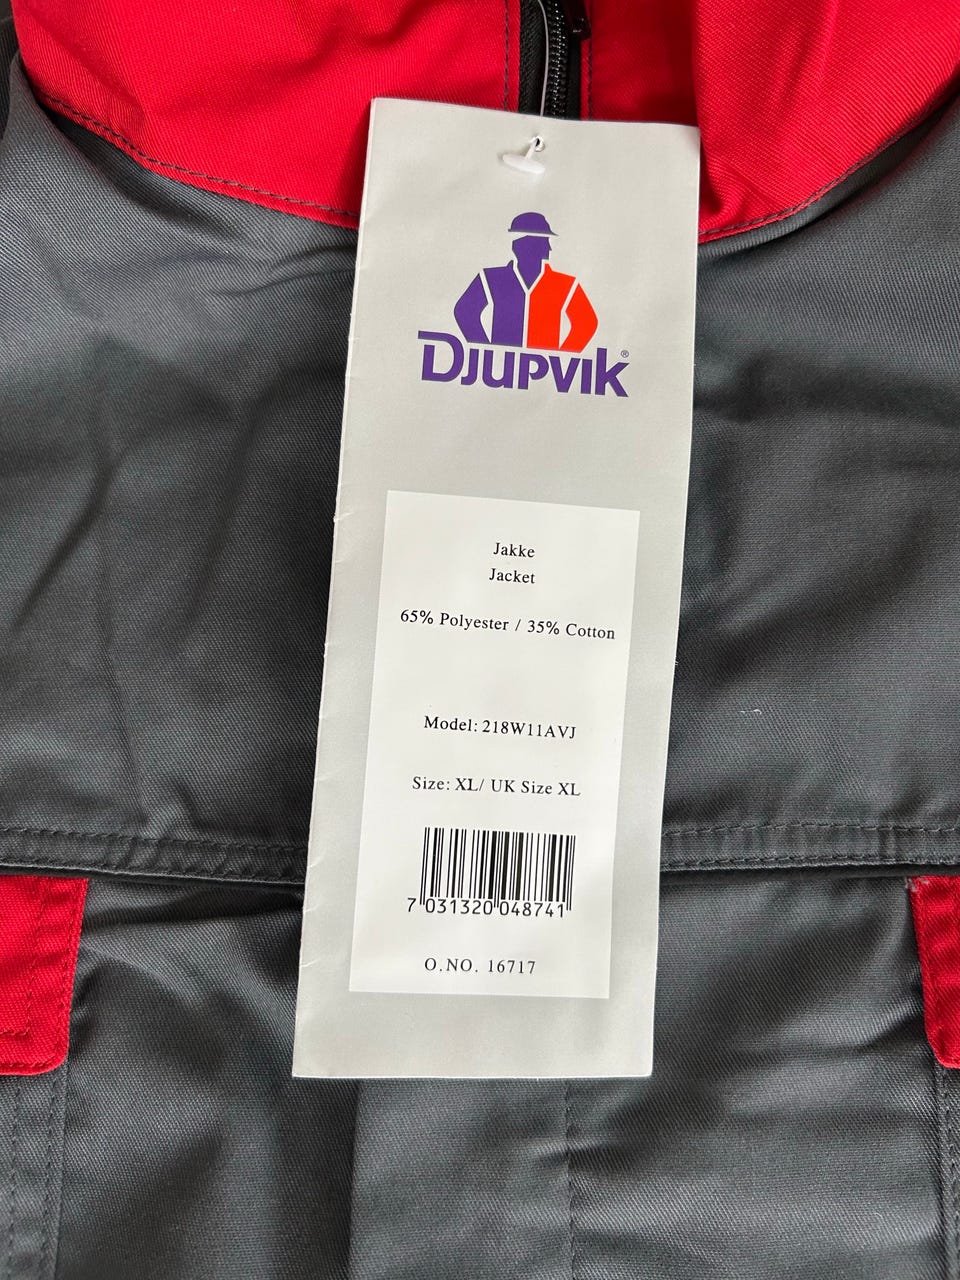 Djupvik®
Jakke
Jacket
65% Polyester / 35% Cotton
Model: 218W11AVJ
Size: XL/ UK Size XL
7 031320 048741
O.NO. 16717